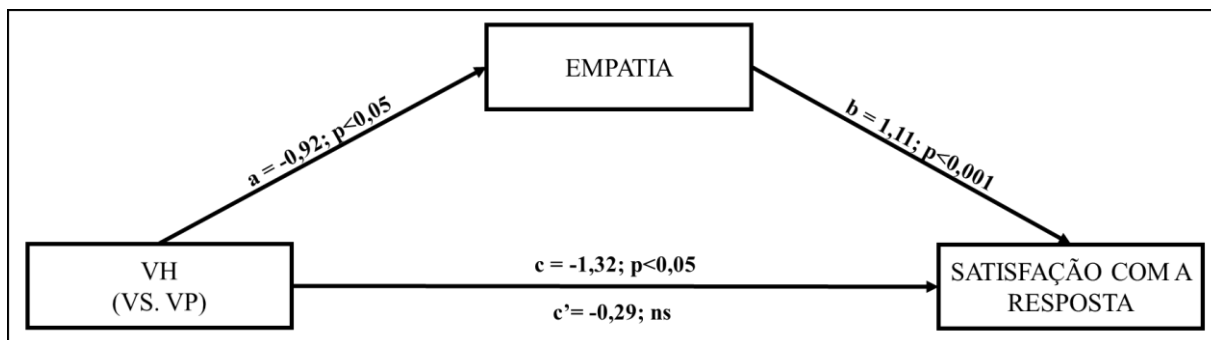 EMPATIA
a = -0,92; p<0,05
b = 1,11; p<0,001
VH
(VS. VP)
c = -1,32; p<0,05
c’= -0,29; ns
SATISFAÇÃO COM A
RESPOSTA